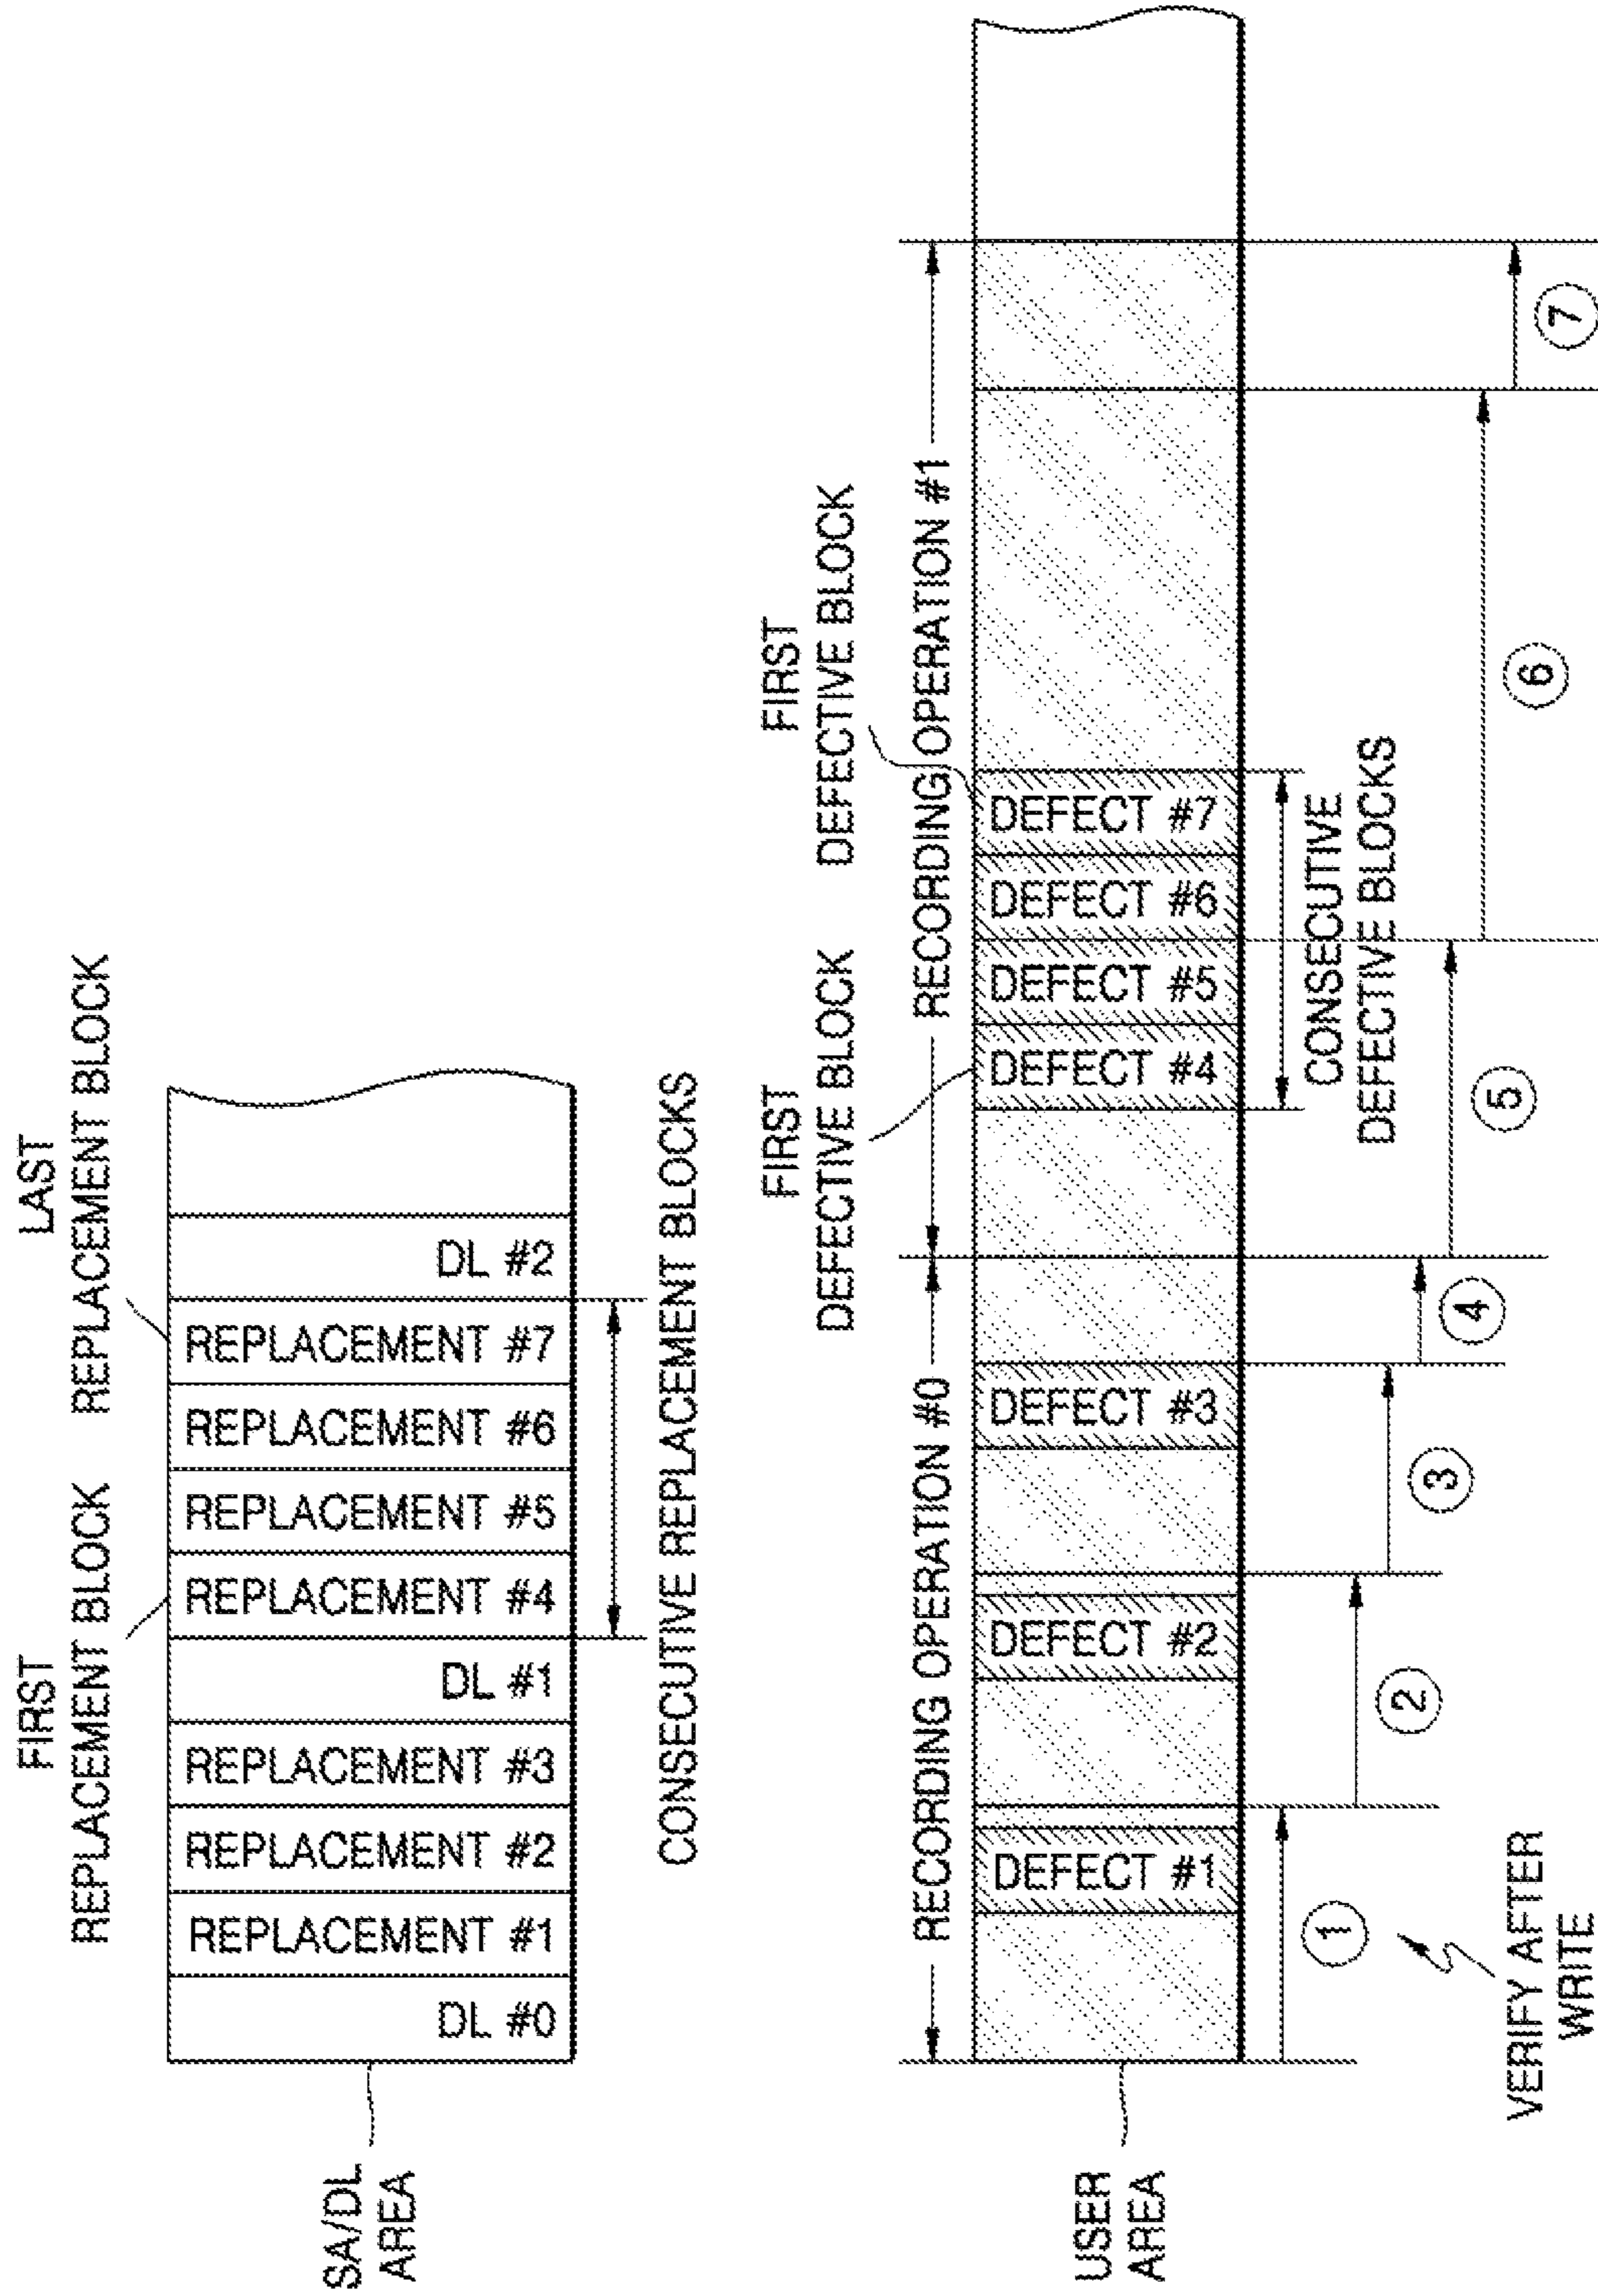 FIRST
REPLACEMENT BLOCK
LAST
REPLACEMENT BLOCK
SA/DL
AREA
DL #0
REPLACEMENT #1
REPLACEMENT #2
REPLACEMENT #3
DL #1
REPLACEMENT #4
REPLACEMENT #5
REPLACEMENT #6
REPLACEMENT #7
DL #2
CONSECUTIVE REPLACEMENT BLOCKS
FIRST
DEFECTIVE BLOCK
FIRST
DEFECTIVE BLOCK
RECORDING OPERATION #0
RECORDING OPERATION #1
USER
AREA
DEFECT #1
DEFECT #2
DEFECT #3
DEFECT #4
DEFECT #5
DEFECT #6
DEFECT #7
CONSECUTIVE
DEFECTIVE BLOCKS
1
2
3
4
5
6
7
VERIFY AFTER
WRITE